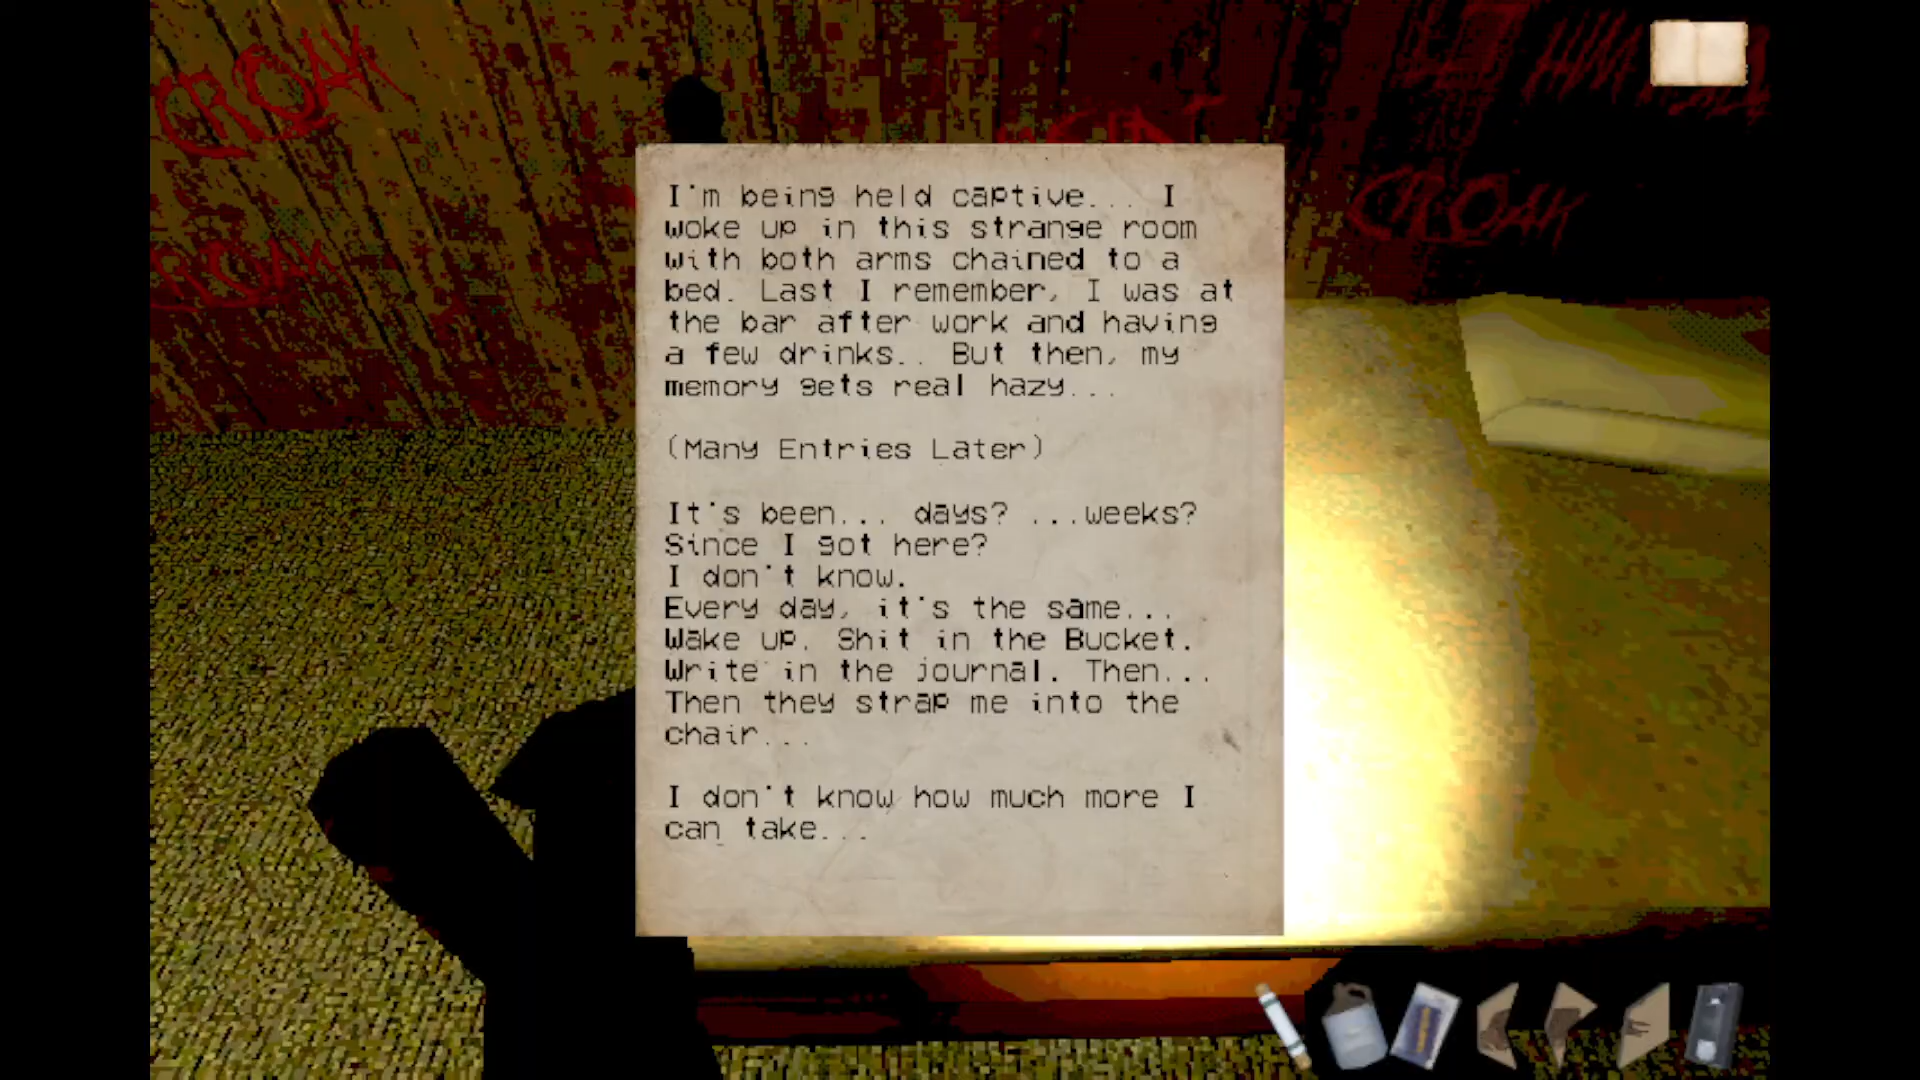 CROAK
CROAK
LET HIM
CROAK
I'm being held captive... I
woke up in this strange room
with both arms chained to a
bed. Last I remember, I was at
the bar after work and having
a few drinks.. But then, my
memory gets real hazy...
(Many Entries Later)
It's been... days? ...weeks?
Since I got here?
I don't know.
Every day, it's the same...
Wake up. Shit in the Bucket.
Write in the journal. Then...
Then they strap me into the
chair...
I don't know how much more I
can take...